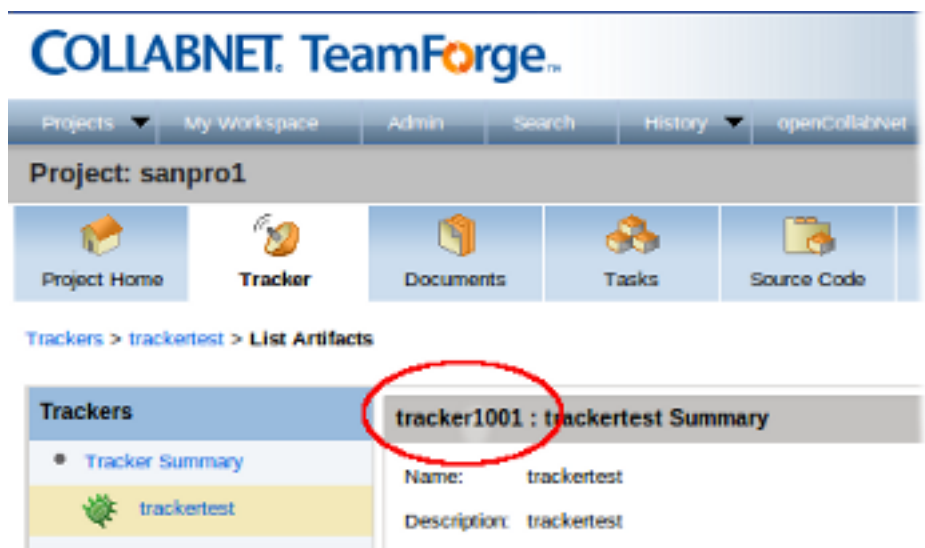 COLLABNET. TeamForge™
Projects My Workspace Admin Search History openCollabNet
Project: sanpro1
Project Home Tracker Documents Tasks Source Code
Trackers > trackertest > List Artifacts
Trackers
tracker1001 : trackertest Summary
Tracker Summary
trackertest
Name: trackertest
Description: trackertest